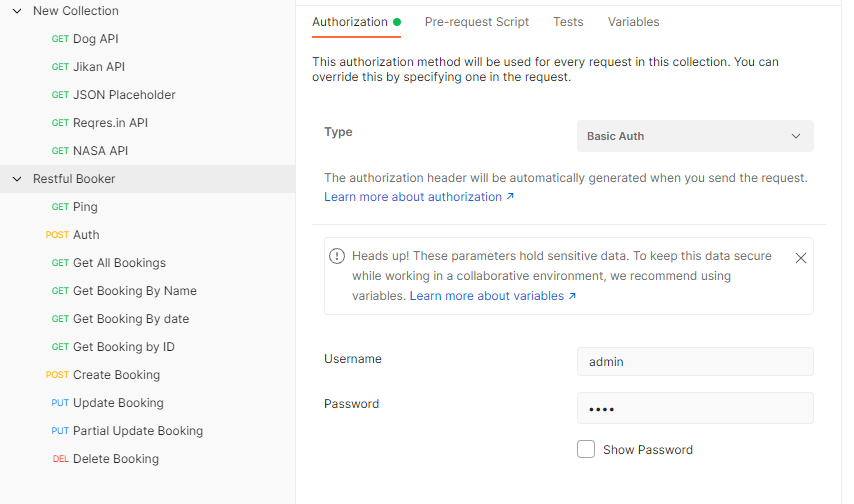 New Collection
GET Dog API
GET Jikan API
GET JSON Placeholder
GET Reqres.in API
GET NASA API
Restful Booker
GET Ping
POST Auth
GET Get All Bookings
GET Get Booking By Name
GET Get Booking By date
GET Get Booking by ID
POST Create Booking
PUT Update Booking
PUT Partial Update Booking
DEL Delete Booking
Authorization Pre-request Script Tests Variables
This authorization method will be used for every request in this collection. You can
override this by specifying one in the request.
Type Basic Auth
The authorization header will be automatically generated when you send the request.
Learn more about authorization ↗
Heads up! These parameters hold sensitive data. To keep this data secure
while working in a collaborative environment, we recommend using
variables. Learn more about variables ↗
Username admin
Password ••••
Show Password